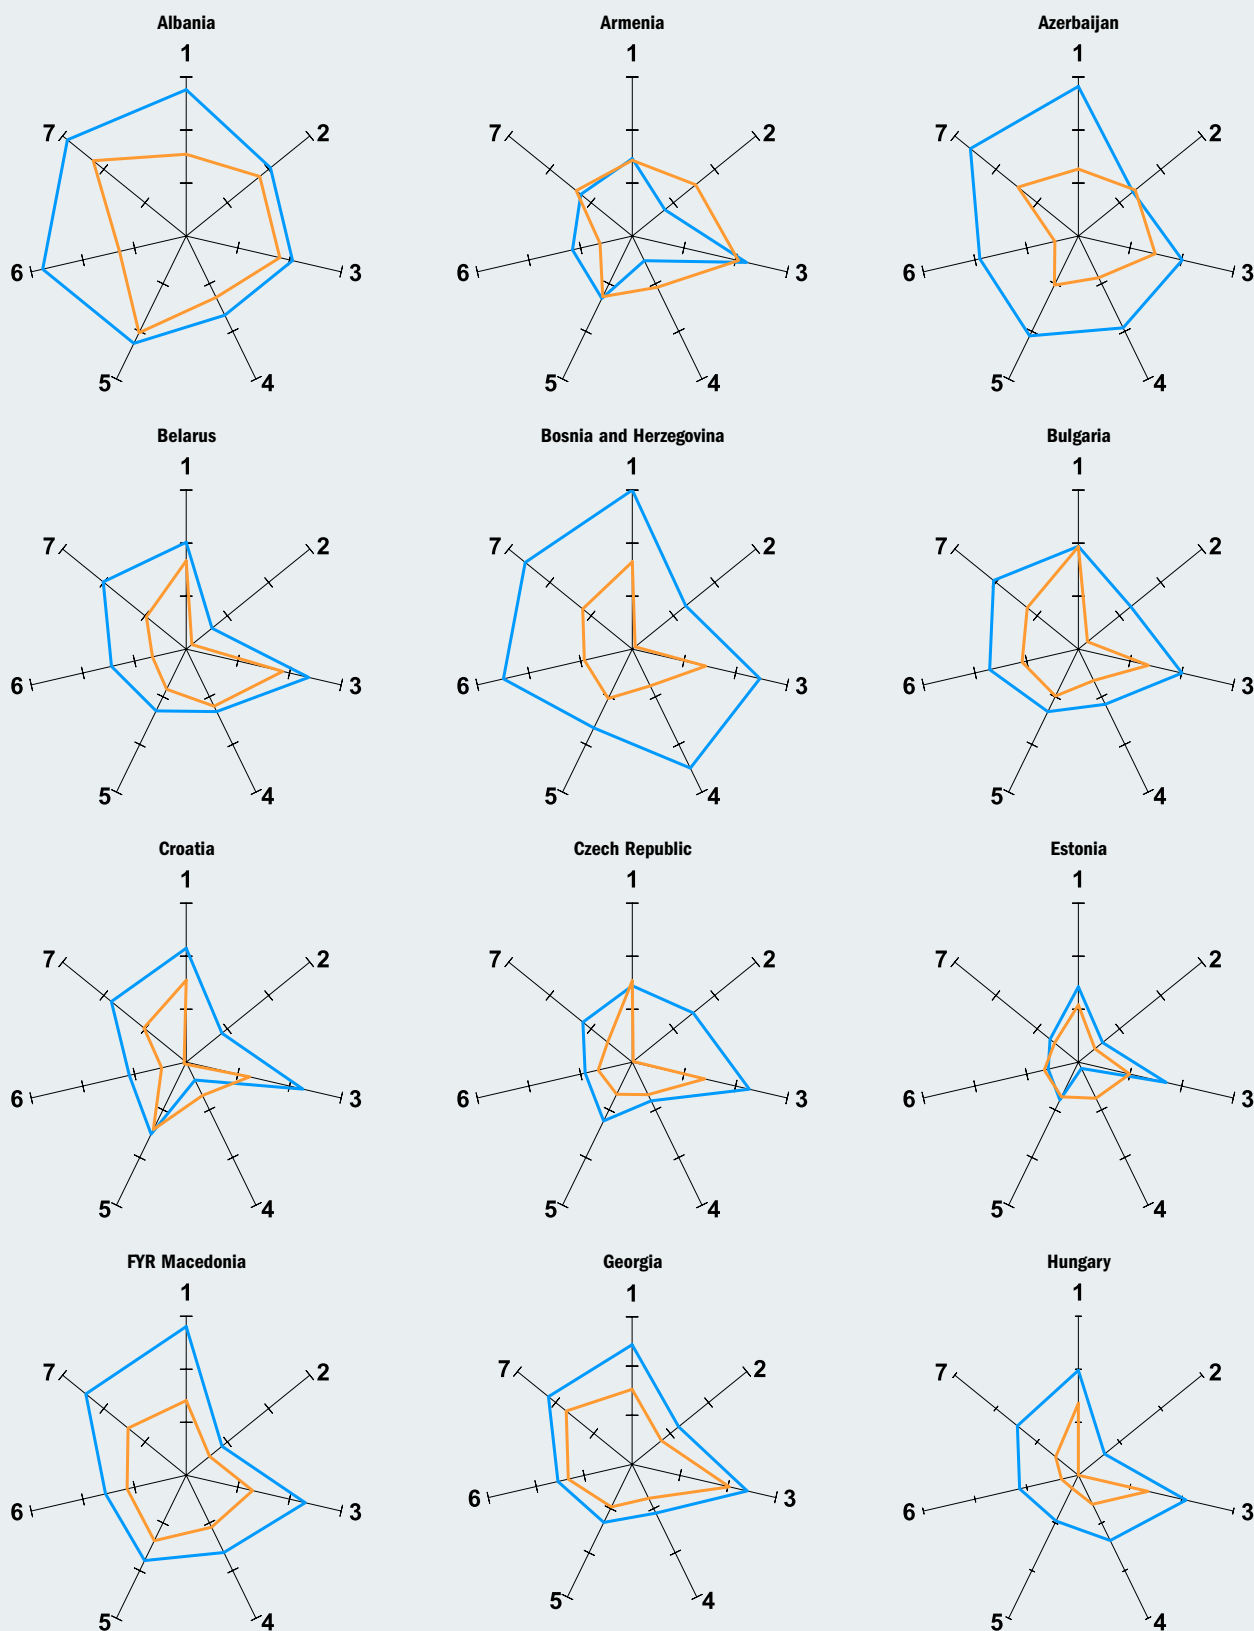 Albania Armenia Azerbaijan
1 1 1
7 2 7 2 7 2
6 3 6 3 6 3
5 4 5 4 5 4
Belarus Bosnia and Herzegovina Bulgaria
1 1 1
7 2 7 2 7 2
6 3 6 3 6 3
5 4 5 4 5 4
Croatia Czech Republic Estonia
1 1 1
7 2 7 2 7 2
6 3 6 3 6 3
5 4 5 4 5 4
FYR Macedonia Georgia Hungary
1 1 1
7 2 7 2 7 2
6 3 6 3 6 3
5 4 5 4 5 4